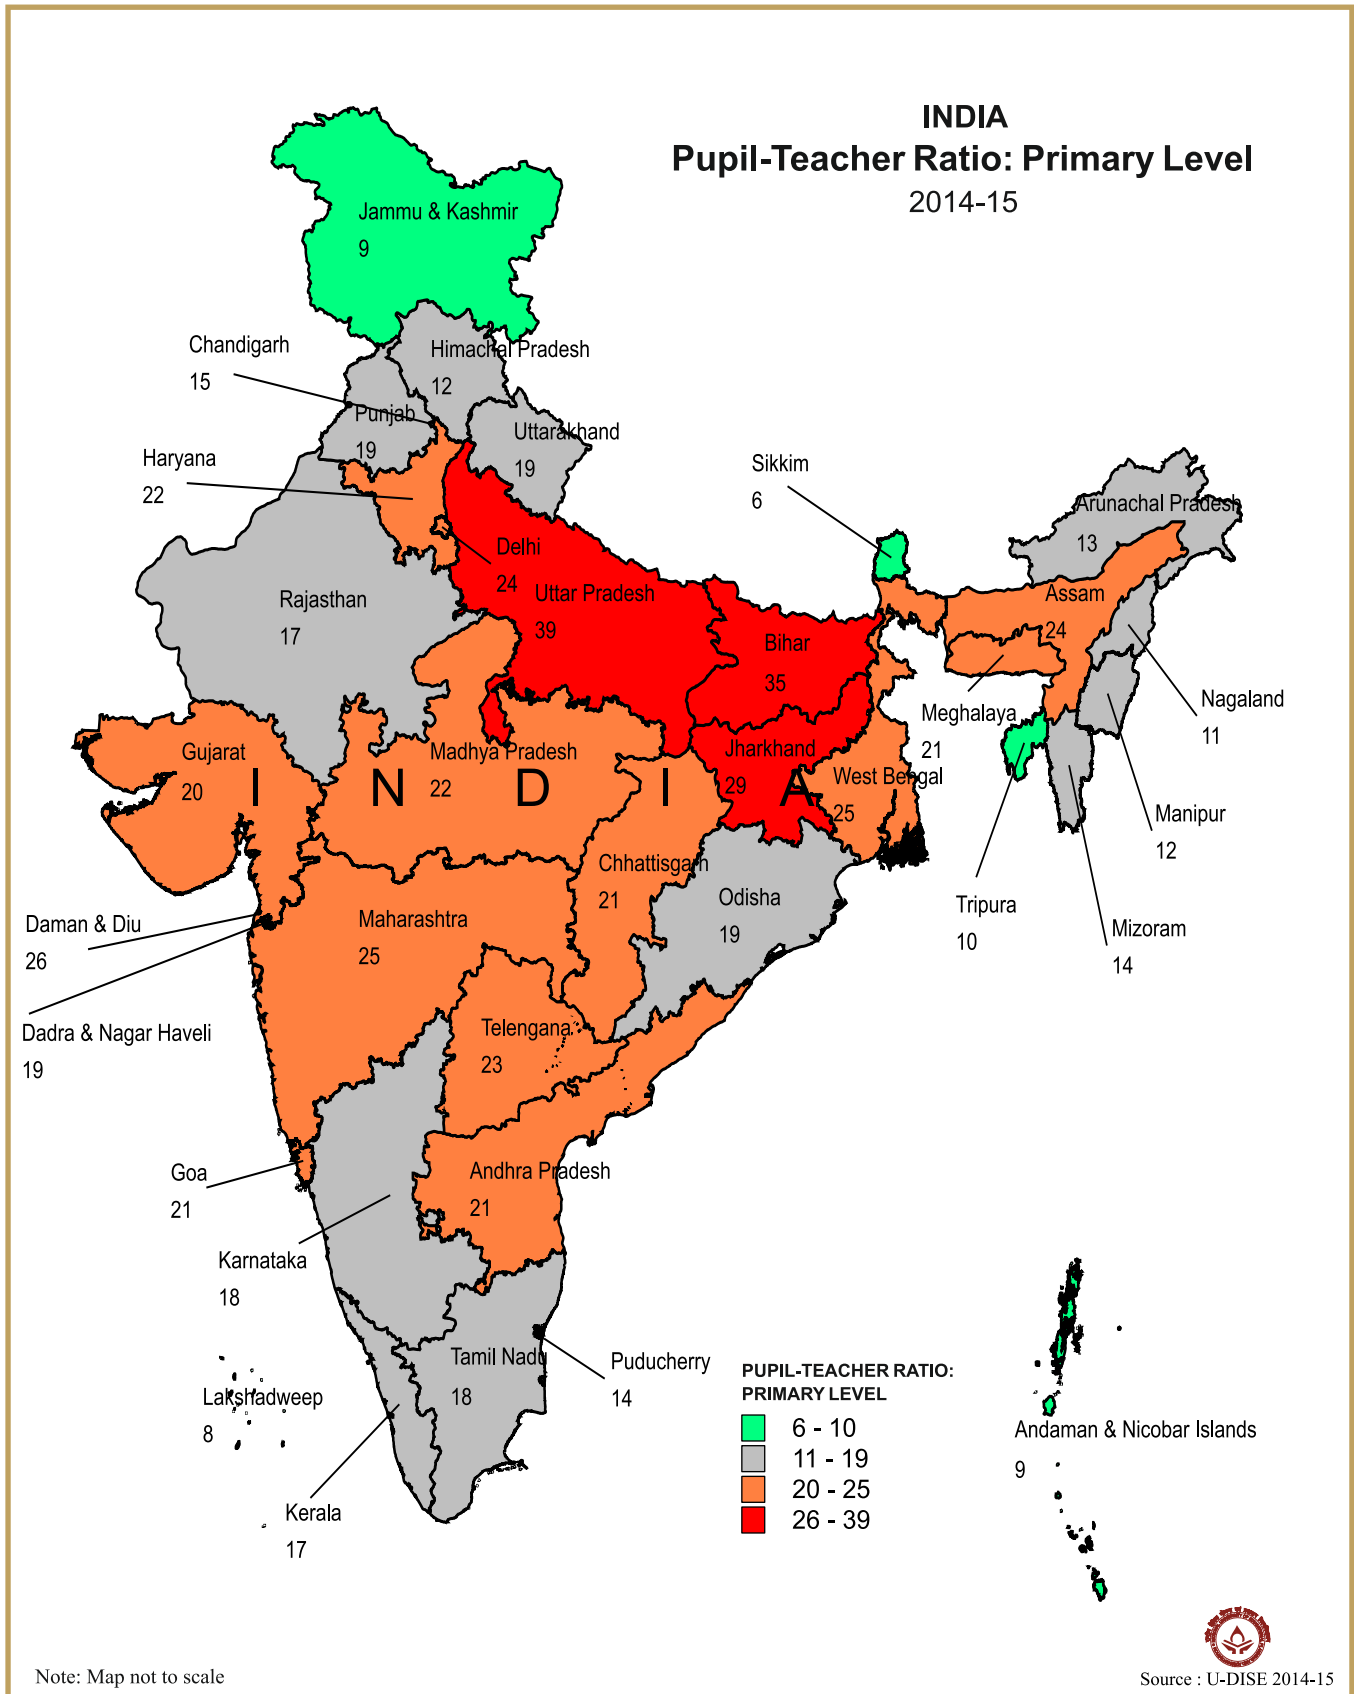 INDIA
Pupil-Teacher Ratio: Primary Level
2014-15
Jammu & Kashmir
9
Chandigarh
15
Himachal Pradesh
12
Punjab
19
Uttarakhand
19
Haryana
22
Sikkim
6
Arunachal Pradesh
13
Delhi
24
Uttar Pradesh
39
Rajasthan
17
Assam
24
Bihar
35
Nagaland
11
Meghalaya
21
Gujarat
20
Madhya Pradesh
22
Jharkhand
29
West Bengal
25
I N D I A
Manipur
12
Chhattisgarh
21
Odisha
19
Tripura
10
Mizoram
14
Maharashtra
25
Daman & Diu
26
Dadra & Nagar Haveli
19
Telengana
23
Goa
21
Andhra Pradesh
21
Karnataka
18
Tamil Nadu
18
Puducherry
14
Lakshadweep
8
Kerala
17
Andaman & Nicobar Islands
9
PUPIL-TEACHER RATIO:
PRIMARY LEVEL
6 - 10
11 - 19
20 - 25
26 - 39
Note: Map not to scale
Source : U-DISE 2014-15